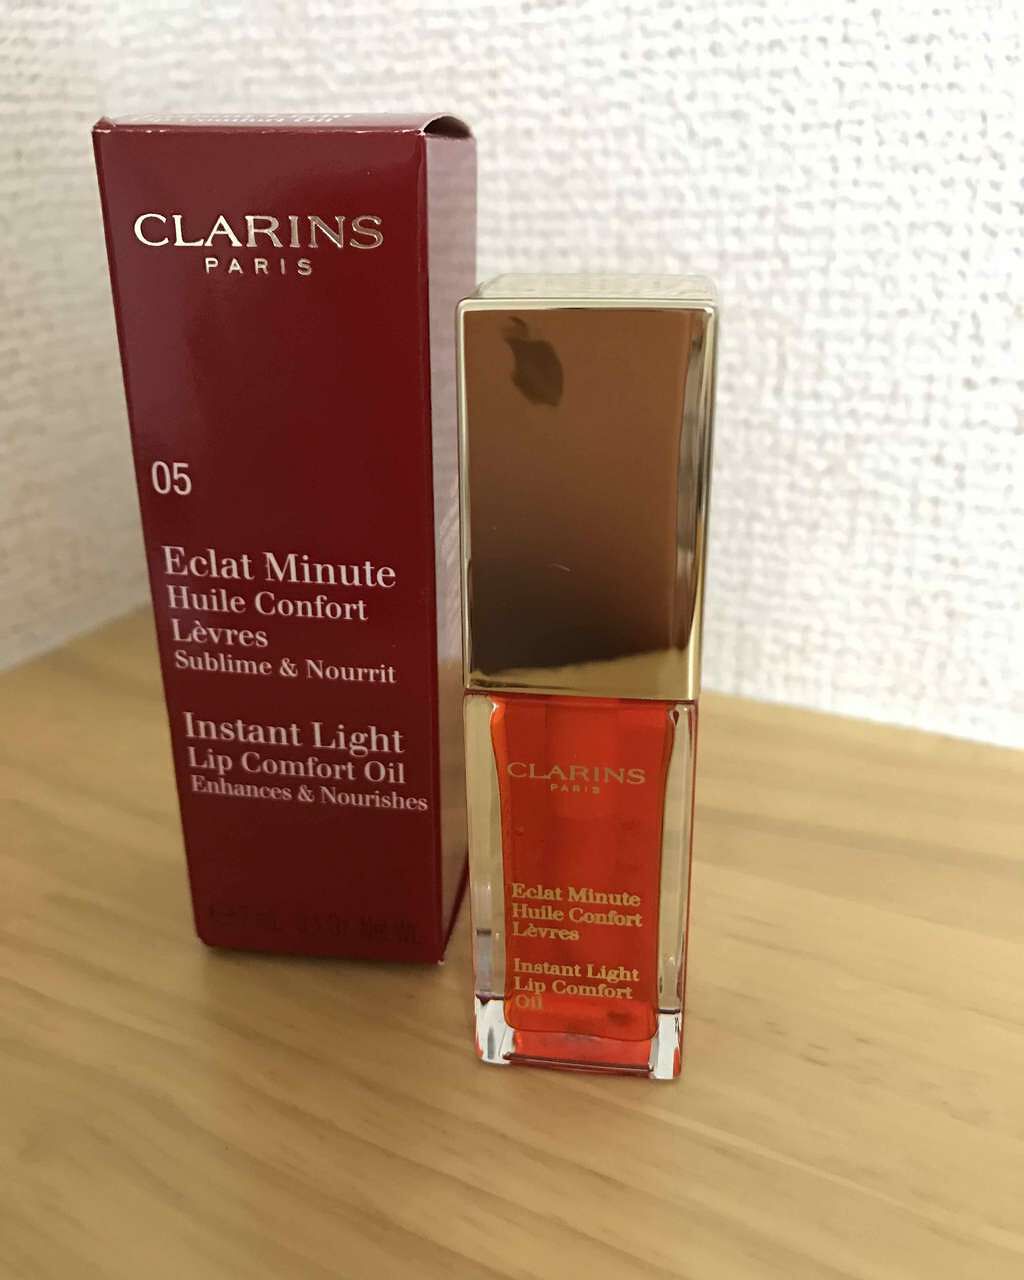 CLARINS
PARIS
05
Eclat Minute
Huile Confort
Lèvres
Sublime & Nourrit
Instant Light
Lip Comfort Oil
Enhances & Nourishes
CLARINS
PARIS
Eclat Minute
Huile Confort
Lèvres
Instant Light
Lip Comfort
Oil